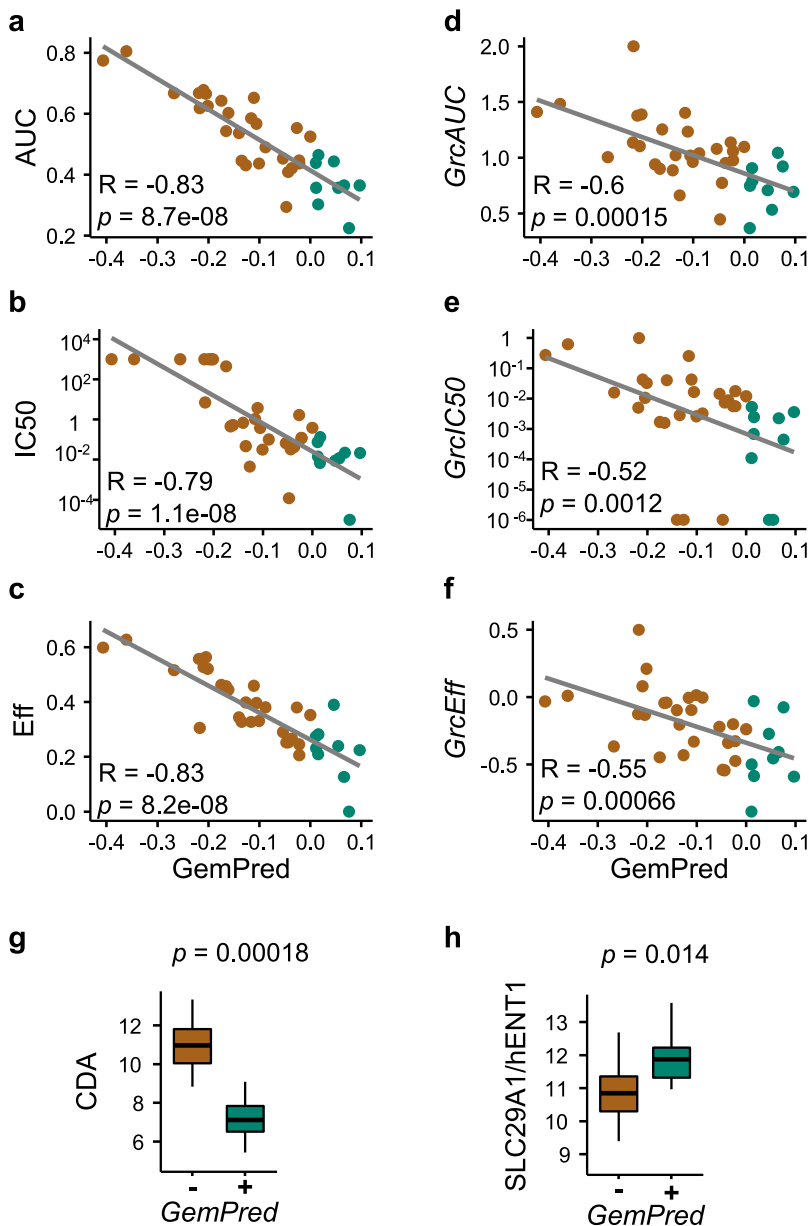 a
AUC
0.8
0.6
0.4
0.2
R = -0.83
p = 8.7e-08
-0.4 -0.3 -0.2 -0.1 0.0 0.1
d
GrcAUC
2.0
1.5
1.0
0.5
R = -0.6
p = 0.00015
-0.4 -0.3 -0.2 -0.1 0.0 0.1
b
IC50
10⁴
10²
1
10⁻²
10⁻⁴
R = -0.79
p = 1.1e-08
-0.4 -0.3 -0.2 -0.1 0.0 0.1
e
GrcIC50
1
10⁻¹
10⁻²
10⁻³
10⁻⁴
10⁻⁵
10⁻⁶
R = -0.52
p = 0.0012
-0.4 -0.3 -0.2 -0.1 0.0 0.1
c
Eff
0.6
0.4
0.2
0.0
R = -0.83
p = 8.2e-08
-0.4 -0.3 -0.2 -0.1 0.0 0.1
GemPred
f
GrcEff
0.5
0.0
-0.5
R = -0.55
p = 0.00066
-0.4 -0.3 -0.2 -0.1 0.0 0.1
GemPred
g
p = 0.00018
CDA
12
10
8
6
- +
GemPred
h
p = 0.014
SLC29A1/hENT1
13
12
11
10
9
- +
GemPred